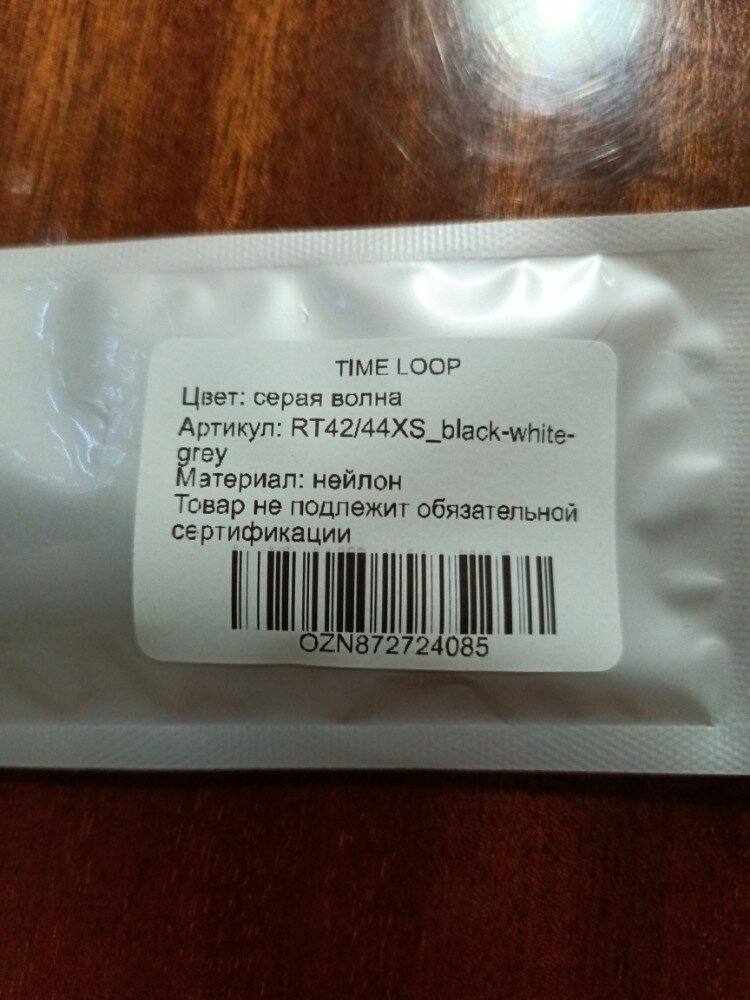 TIME LOOP
Цвет: серая волна
Артикул: RT42/44XS_black-white-
grey
Материал: нейлон
Товар не подлежит обязательной
сертификации
OZN872724085